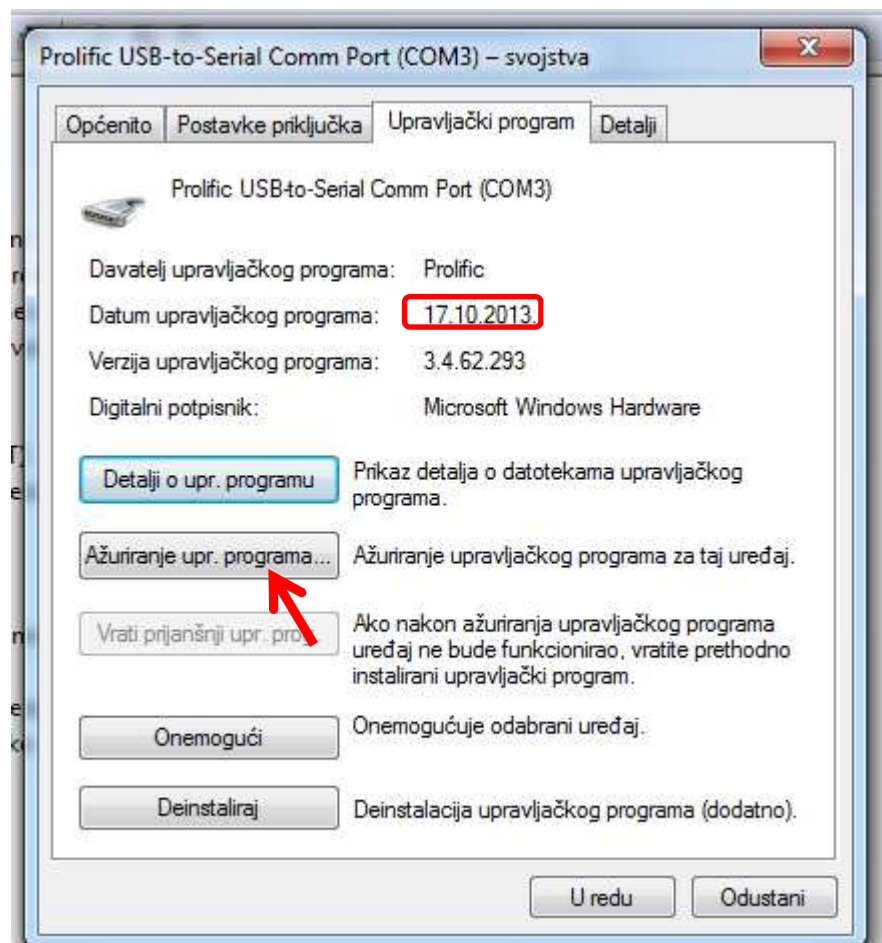 Prolific USB-to-Serial Comm Port (COM3) – svojstva
Općenito
Postavke priključka
Upravljački program
Detalji
Prolific USB-to-Serial Comm Port (COM3)
Davatelj upravljačkog programa: Prolific
Datum upravljačkog programa: 17.10.2013.
Verzija upravljačkog programa: 3.4.62.293
Digitalni potpisnik: Microsoft Windows Hardware
Detalji o upr. programu
Prikaz detalja o datotekama upravljačkog
programa.
Ažuriranje upr. programa...
Ažuriranje upravljačkog programa za taj uređaj.
Vrati prijanšnji upr. prog
Ako nakon ažuriranja upravljačkog programa
uređaj ne bude funkcionirao, vratite prethodno
instalirani upravljački program.
Onemogući
Onemogućuje odabrani uređaj.
Deinstaliraj
Deinstalacija upravljačkog programa (dodatno).
U redu
Odustani